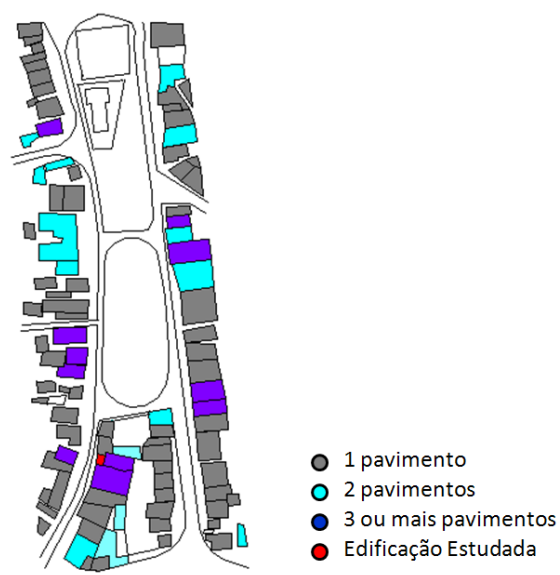 1 pavimento
2 pavimentos
3 ou mais pavimentos
Edificação Estudada